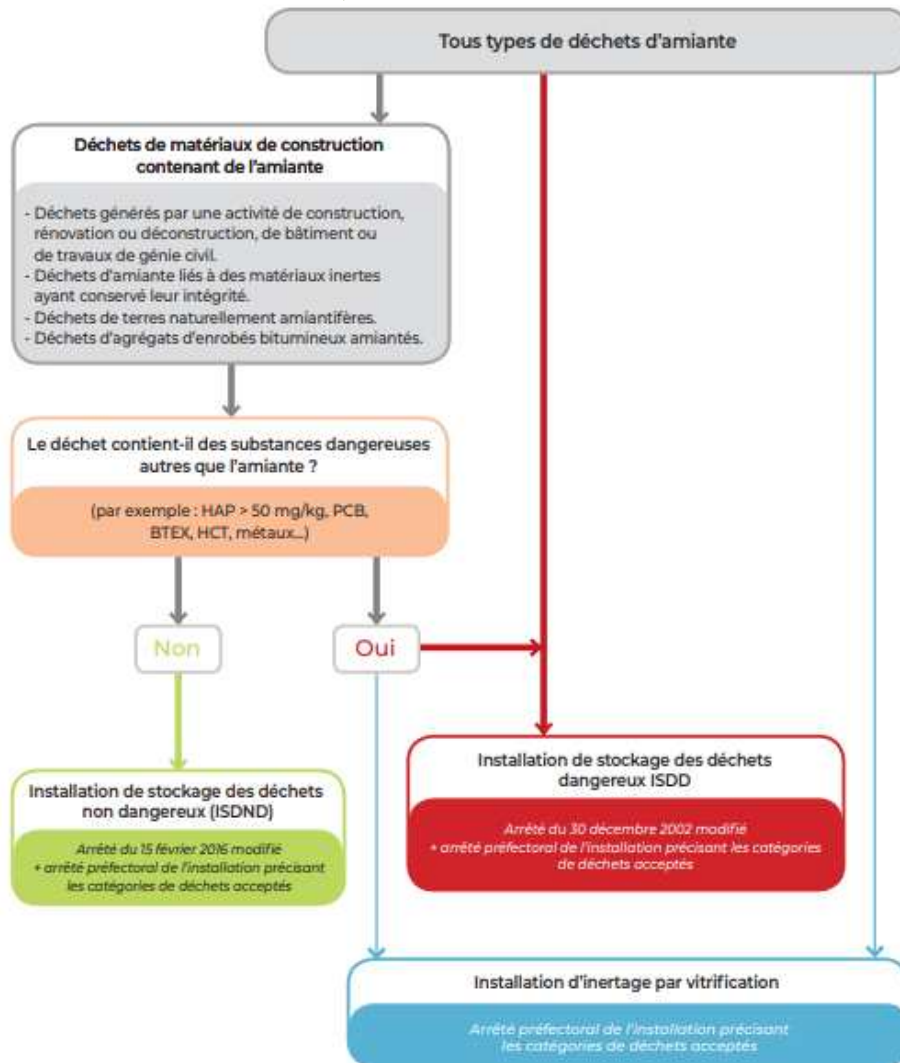 Tous types de déchets d'amiante
Déchets de matériaux de construction
contenant de l'amiante
- Déchets générés par une activité de construction,
rénovation ou déconstruction, de bâtiment ou
de travaux de génie civil.
- Déchets d'amiante liés à des matériaux inertes
ayant conservé leur intégrité.
- Déchets de terres naturellement amiantifères.
- Déchets d'agrégats d'enrobés bitumineux amiantés.
Le déchet contient-il des substances dangereuses
autres que l'amiante ?
(par exemple : HAP > 50 mg/kg, PCB,
BTEX, HCT, métaux...)
Non
Oui
Installation de stockage des déchets
non dangereux (ISDND)
Arrêté du 15 février 2016 modifié
+ arrêté préfectoral de l'installation précisant
les catégories de déchets acceptés
Installation de stockage des déchets
dangereux ISDD
Arrêté du 30 décembre 2002 modifié
+ arrêté préfectoral de l'installation précisant les catégories
de déchets acceptés
Installation d'inertage par vitrification
Arrêté préfectoral de l'installation précisant
les catégories de déchets acceptés